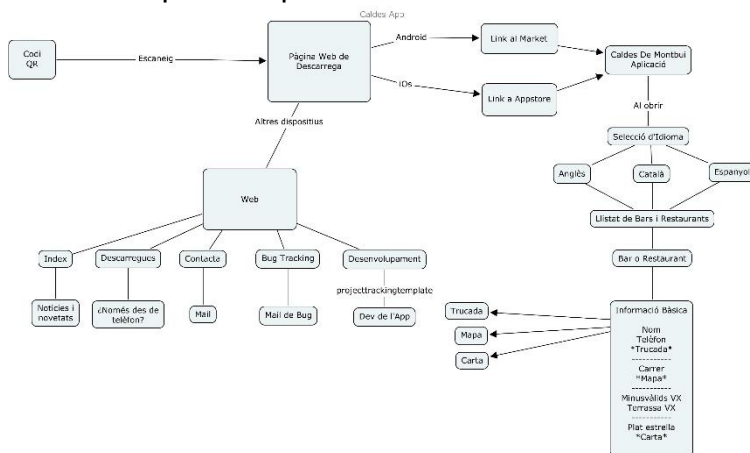 Caldes App
Codi
QR
Escaneig
Pàgina Web de
Descarrega
Android
Link al Market
iOs
Link a Appstore
Caldes De Montbui
Aplicació
Al obrir
Selecció d'Idioma
Anglès
Català
Espanyol
Llistat de Bars i Restaurants
Bar o Restaurant
Altres dispositius
Web
Index
Descarregues
Contacta
Bug Tracking
Desenvolupament
projecttrackingtemplate
Noticies i
novetats
¿Només des de
telèfon?
Mail
Mail de Bug
Dev de l'App
Trucada
Mapa
Carta
Informació Bàsica
Nom
Telèfon
*Trucada*
-----------
Carrer
*Mapa*
-----------
Minusvàlids VX
Terrassa VX
-----------
Plat estrella
*Carta*